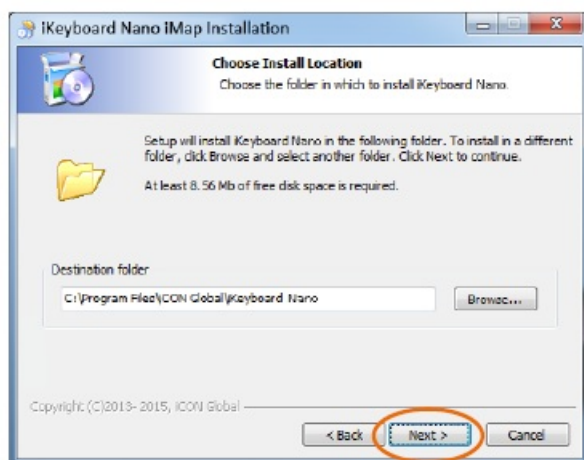 iKeyboard Nano iMap Installation
Choose Install Location
Choose the folder in which to install iKeyboard Nano.
Setup will install iKeyboard Nano in the following folder. To install in a different
folder, click Browse and select another folder. Click Next to continue.
At least 8.56 Mb of free disk space is required.
Destination folder
C:\Program Files\iCON Global\iKeyboard Nano
Browse...
Copyright (C)2013-2015, iCON Global
< Back
Next >
Cancel